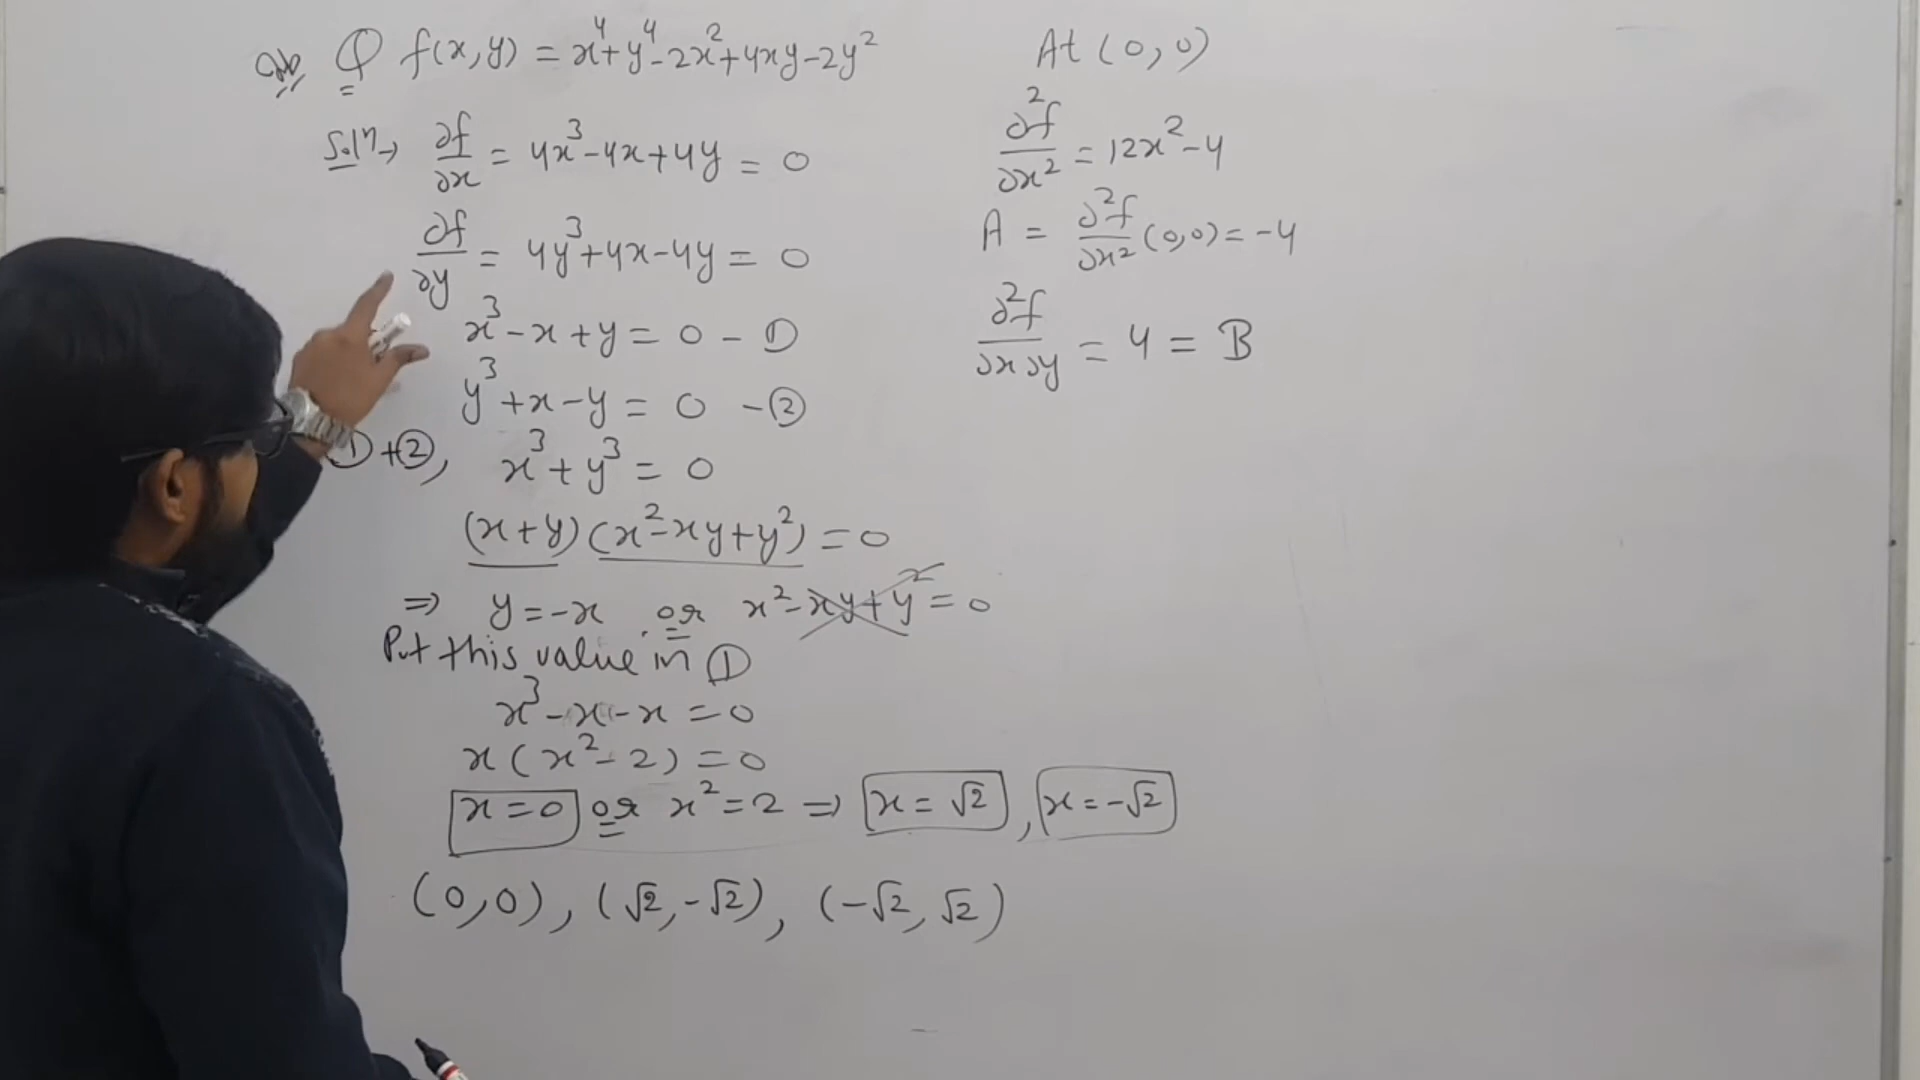 Q f(x,y) = x⁴+y⁴-2x²+4xy-2y²
Solⁿ→ ∂f/∂x = 4x³-4x+4y = 0
∂f/∂y = 4y³+4x-4y = 0
x³-x+y = 0 - ①
y³+x-y = 0 - ②
①+②, x³+y³ = 0
(x+y)(x²-xy+y²) = 0
⇒ y=-x or x²-xy+y² = 0
Put this value in ①
x³-x-x = 0
x(x²-2) = 0
x=0 or x²=2 ⇒ x=√2, x=-√2
(0,0), (√2,-√2), (-√2,√2)
At (0,0)
∂²f/∂x² = 12x²-4
A = ∂²f/∂x² (0,0) = -4
∂²f/∂x∂y = 4 = B